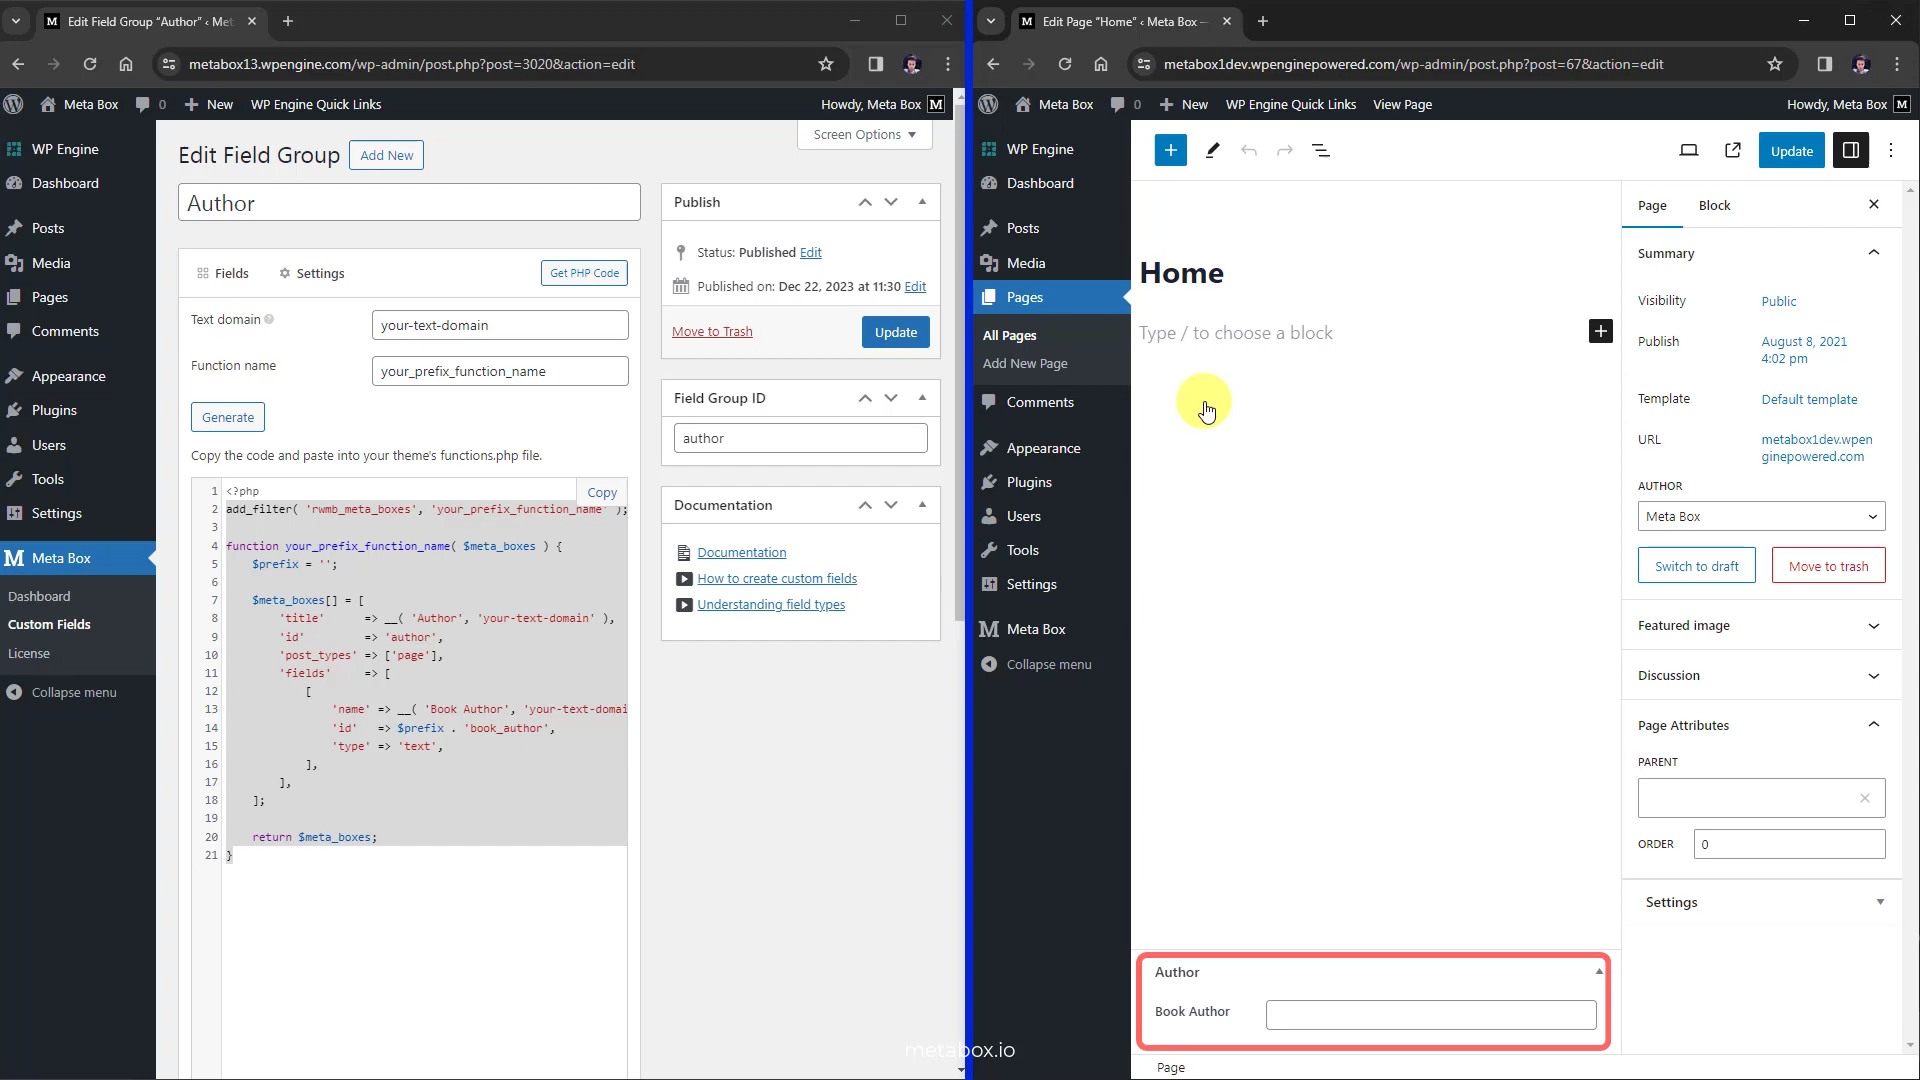 Edit Field Group “Author” ‹ Met
metabox13.wpengine.com/wp-admin/post.php?post=3020&action=edit
Meta Box
0
New
WP Engine Quick Links
Howdy, Meta Box
WP Engine
Dashboard
Posts
Media
Pages
Comments
Appearance
Plugins
Users
Tools
Settings
Meta Box
Dashboard
Custom Fields
License
Collapse menu
Screen Options
Edit Field Group
Add New
Author
Fields
Settings
Get PHP Code
Text domain
your-text-domain
Function name
your_prefix_function_name
Generate
Copy the code and paste into your theme's functions.php file.
Copy
1 <?php
2 add_filter( 'rwmb_meta_boxes', 'your_prefix_function_name' );
3
4 function your_prefix_function_name( $meta_boxes ) {
5 $prefix = '';
6
7 $meta_boxes[] = [
8 'title' => __( 'Author', 'your-text-domain' ),
9 'id' => 'author',
10 'post_types' => ['page'],
11 'fields' => [
12 [
13 'name' => __( 'Book Author', 'your-text-domai
14 'id' => $prefix . 'book_author',
15 'type' => 'text',
16 ],
17 ],
18 ];
19
20 return $meta_boxes;
21 }
Publish
Status: Published Edit
Published on: Dec 22, 2023 at 11:30 Edit
Move to Trash
Update
Field Group ID
author
Documentation
Documentation
How to create custom fields
Understanding field types
Edit Page “Home” ‹ Meta Box —
metabox1dev.wpenginepowered.com/wp-admin/post.php?post=67&action=edit
Meta Box
0
New
WP Engine Quick Links
View Page
Howdy, Meta Box
WP Engine
Dashboard
Posts
Media
Pages
All Pages
Add New Page
Comments
Appearance
Plugins
Users
Tools
Settings
Meta Box
Collapse menu
Update
Home
Type / to choose a block
Page
Block
Summary
Visibility
Public
Publish
August 8, 2021
4:02 pm
Template
Default template
URL
metabox1dev.wpen
ginepowered.com
AUTHOR
Meta Box
Switch to draft
Move to trash
Featured image
Discussion
Page Attributes
PARENT
ORDER
0
Settings
Author
Book Author
Page
metabox.io